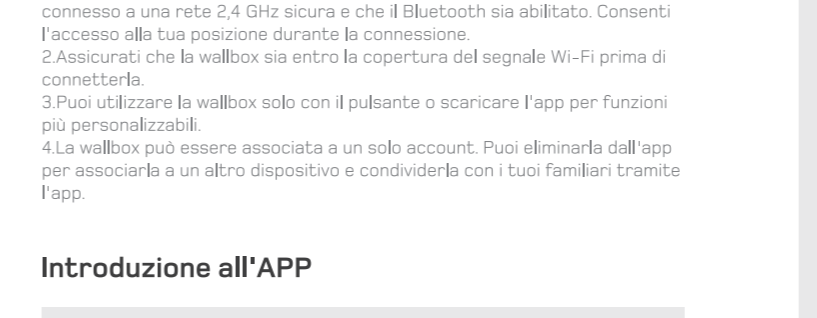 connesso a una rete 2,4 GHz sicura e che il Bluetooth sia abilitato. Consenti
l'accesso alla tua posizione durante la connessione.
2.Assicurati che la wallbox sia entro la copertura del segnale Wi-Fi prima di
connetterla.
3.Puoi utilizzare la wallbox solo con il pulsante o scaricare l'app per funzioni
più personalizzabili.
4.La wallbox può essere associata a un solo account. Puoi eliminarla dall'app
per associarla a un altro dispositivo e condividerla con i tuoi familiari tramite
l'app.
Introduzione all'APP